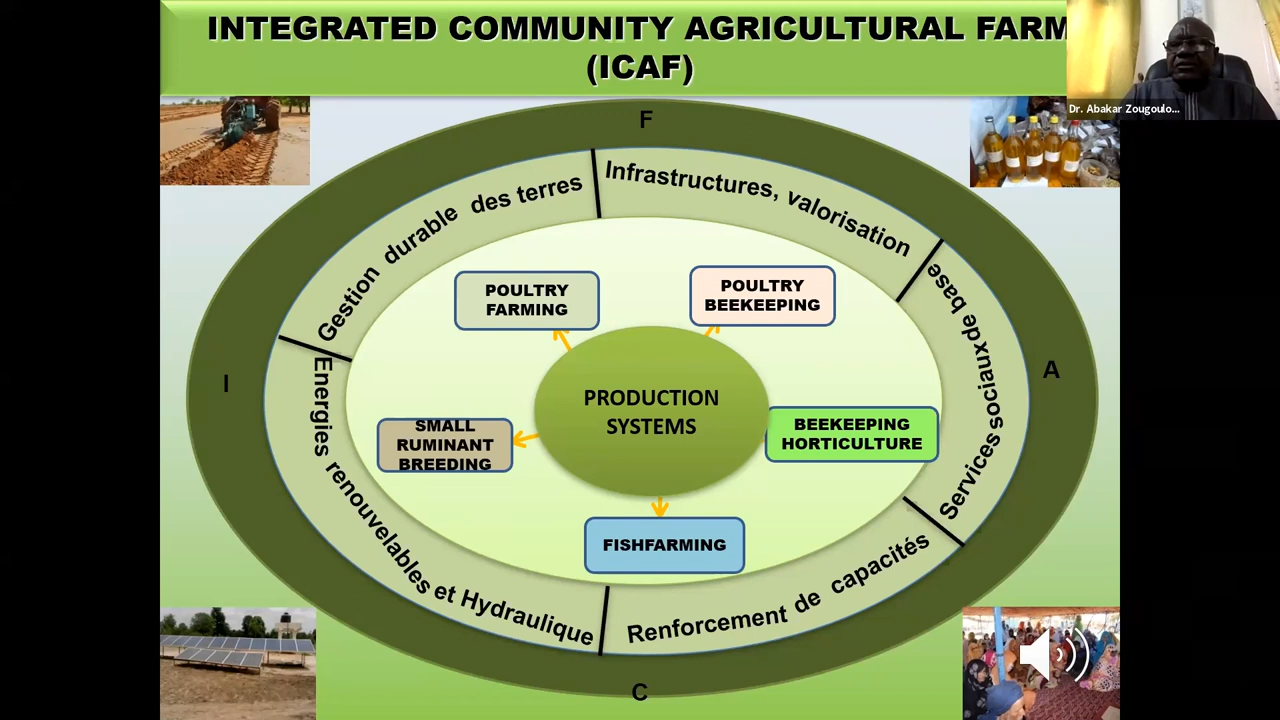 INTEGRATED COMMUNITY AGRICULTURAL FARM
(ICAF)
Dr. Abakar Zougoulo...
F
Gestion durable des terres
Infrastructures, valorisation
POULTRY
FARMING
POULTRY
BEEKEEPING
Services sociaux de base
I
A
PRODUCTION
SYSTEMS
SMALL
RUMINANT
BREEDING
BEEKEEPING
HORTICULTURE
Energies renouvelables et Hydraulique
FISHFARMING
Renforcement de capacités
C